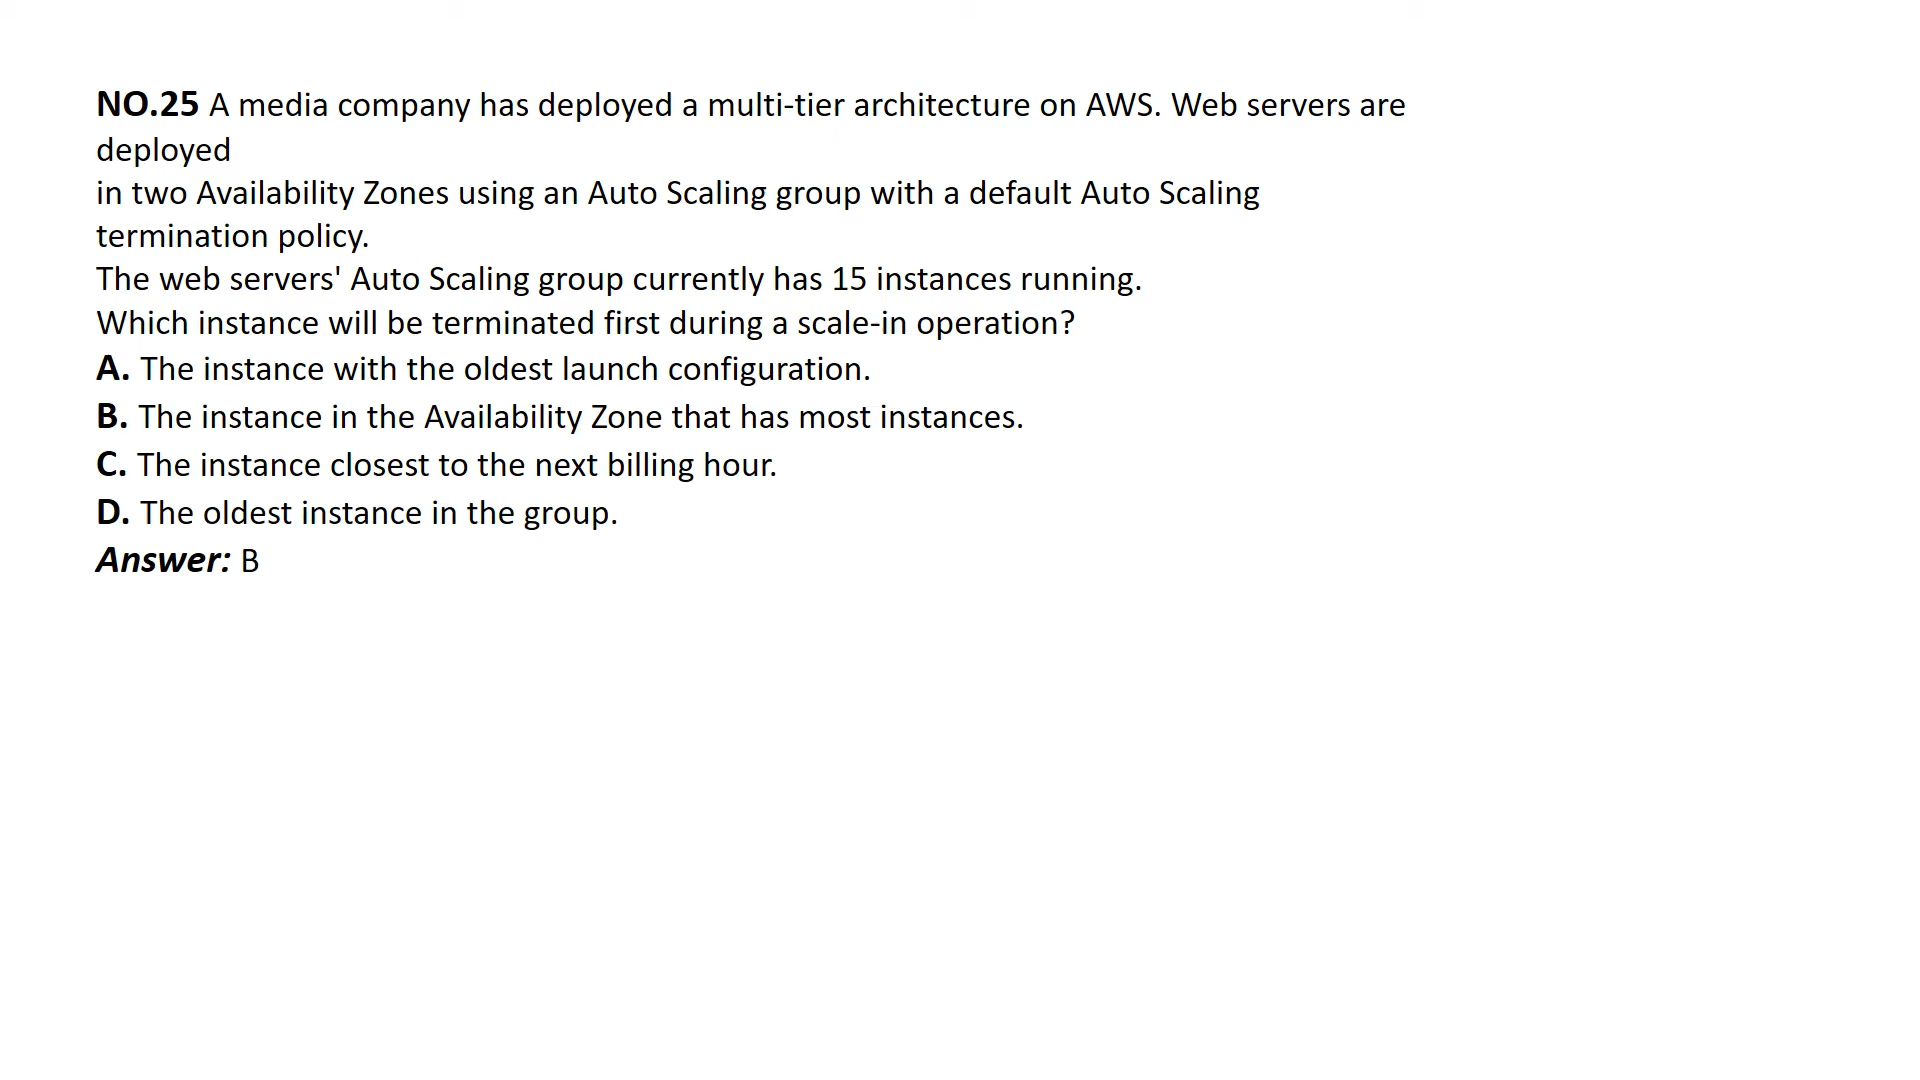 NO.25 A media company has deployed a multi-tier architecture on AWS. Web servers are
deployed
in two Availability Zones using an Auto Scaling group with a default Auto Scaling
termination policy.
The web servers' Auto Scaling group currently has 15 instances running.
Which instance will be terminated first during a scale-in operation?
A. The instance with the oldest launch configuration.
B. The instance in the Availability Zone that has most instances.
C. The instance closest to the next billing hour.
D. The oldest instance in the group.
Answer: B